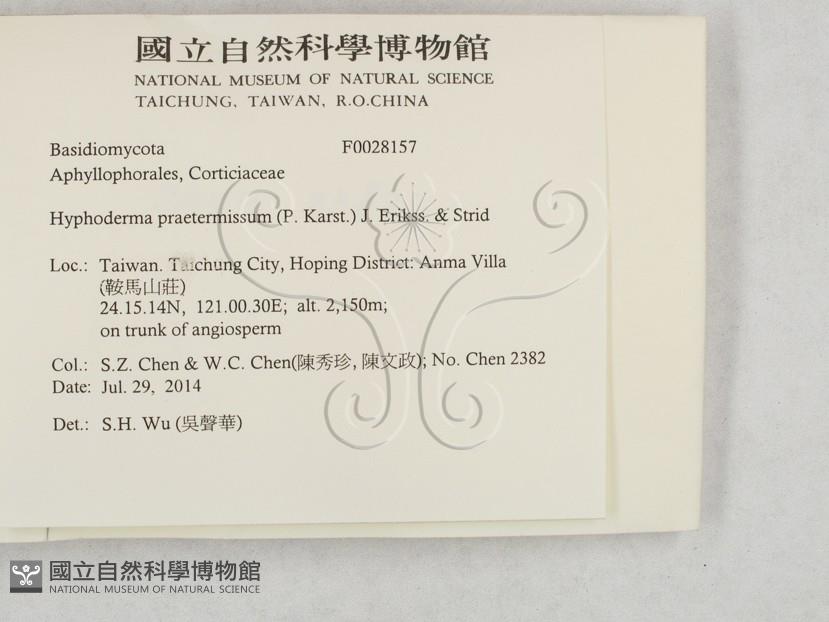 國立自然科學博物館
NATIONAL MUSEUM OF NATURAL SCIENCE
TAICHUNG, TAIWAN, R.O.CHINA
Basidiomycota F0028157
Aphyllophorales, Corticiaceae
Hyphoderma praetermissum (P. Karst.) J. Erikss. & Strid
Loc.: Taiwan. Taichung City, Hoping District: Anma Villa
(鞍馬山莊)
24.15.14N, 121.00.30E; alt. 2,150m;
on trunk of angiosperm
Col.: S.Z. Chen & W.C. Chen(陳秀珍, 陳文政); No. Chen 2382
Date: Jul. 29, 2014
Det.: S.H. Wu (吳聲華)
國立自然科學博物館
NATIONAL MUSEUM OF NATURAL SCIENCE